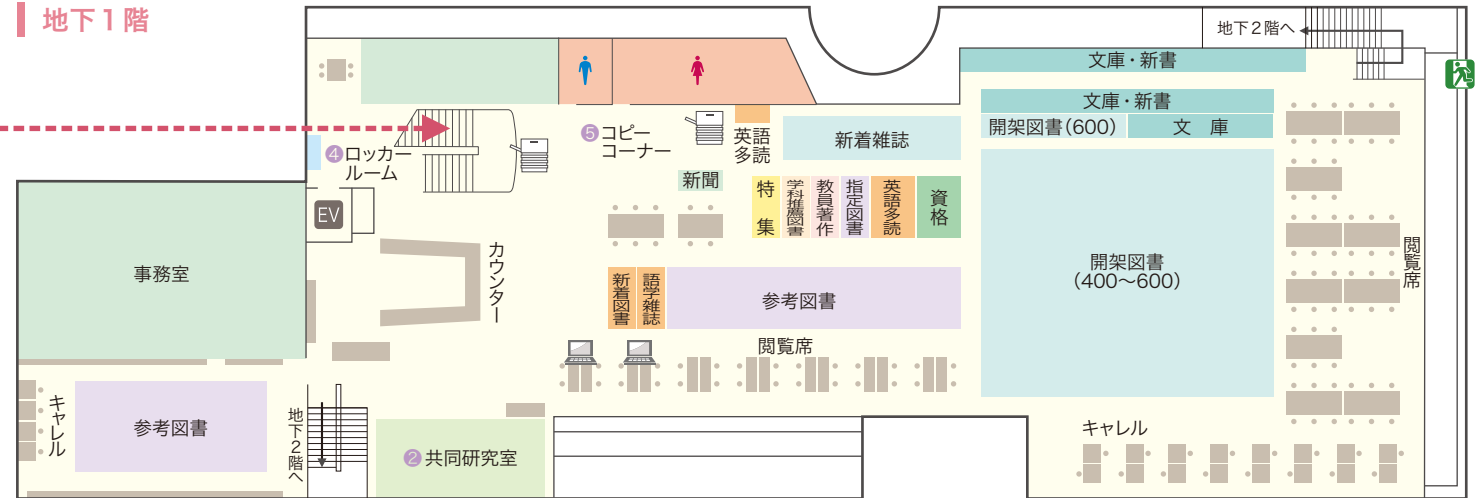 地下1階
地下2階へ
文庫・新書
文庫・新書
開架図書(600)
文 庫
❺コピー
コーナー
英語
多読
新着雑誌
❹ロッカー
ルーム
新聞
特集
学科推薦図書
教員著作
指定図書
英語多読
資格
EV
カウンター
閲覧席
開架図書
(400〜600)
事務室
新着図書
語学雑誌
参考図書
閲覧席
キャレル
参考図書
地下2階へ
❷共同研究室
キャレル